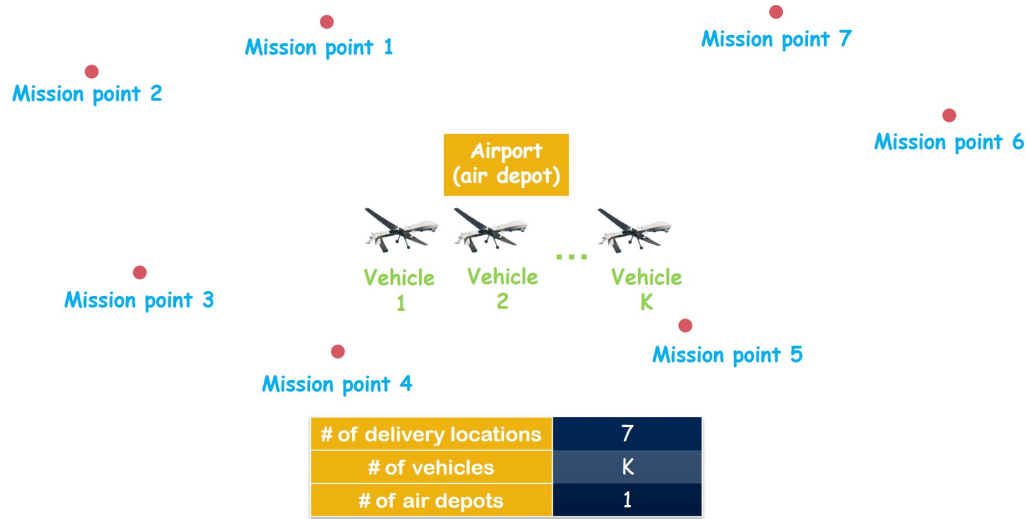 Mission point 1
Mission point 7
Mission point 2
Mission point 6
Airport
(air depot)
...
Vehicle
1
Vehicle
2
Vehicle
K
Mission point 3
Mission point 5
Mission point 4
# of delivery locations 7
# of vehicles K
# of air depots 1